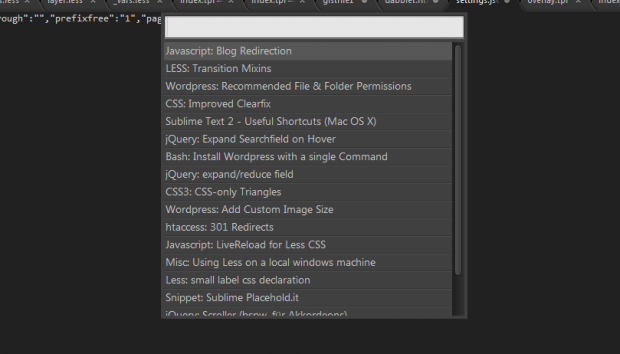 .less layer.less _vars.less index.tpl index.tpl gistfile1 dabblet.h settings.js overlay.tpl index
rough":"","prefixfree":"1","pag
Javascript: Blog Redirection
LESS: Transition Mixins
Wordpress: Recommended File & Folder Permissions
CSS: Improved Clearfix
Sublime Text 2 - Useful Shortcuts (Mac OS X)
jQuery: Expand Searchfield on Hover
Bash: Install Wordpress with a single Command
jQuery: expand/reduce field
CSS3: CSS-only Triangles
Wordpress: Add Custom Image Size
htaccess: 301 Redirects
Javascript: LiveReload for Less CSS
Misc: Using Less on a local windows machine
Less: small label css declaration
Snippet: Sublime Placehold.it
jQuery: Scroller (bspw. für Akkordeons)